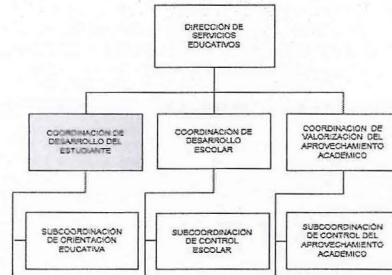 DIRECCIÓN DE
SERVICIOS
EDUCATIVOS
COORDINACIÓN DE
DESARROLLO DEL
ESTUDIANTE
COORDINACIÓN DE
DESARROLLO
ESCOLAR
COORDINACIÓN DE
VALORIZACIÓN DEL
APROVECHAMIENTO
ACADÉMICO
SUBCOORDINACIÓN
DE ORIENTACIÓN
EDUCATIVA
SUBCOORDINACIÓN
DE CONTROL
ESCOLAR
SUBCOORDINACIÓN
DE CONTROL DEL
APROVECHAMIENTO
ACADÉMICO